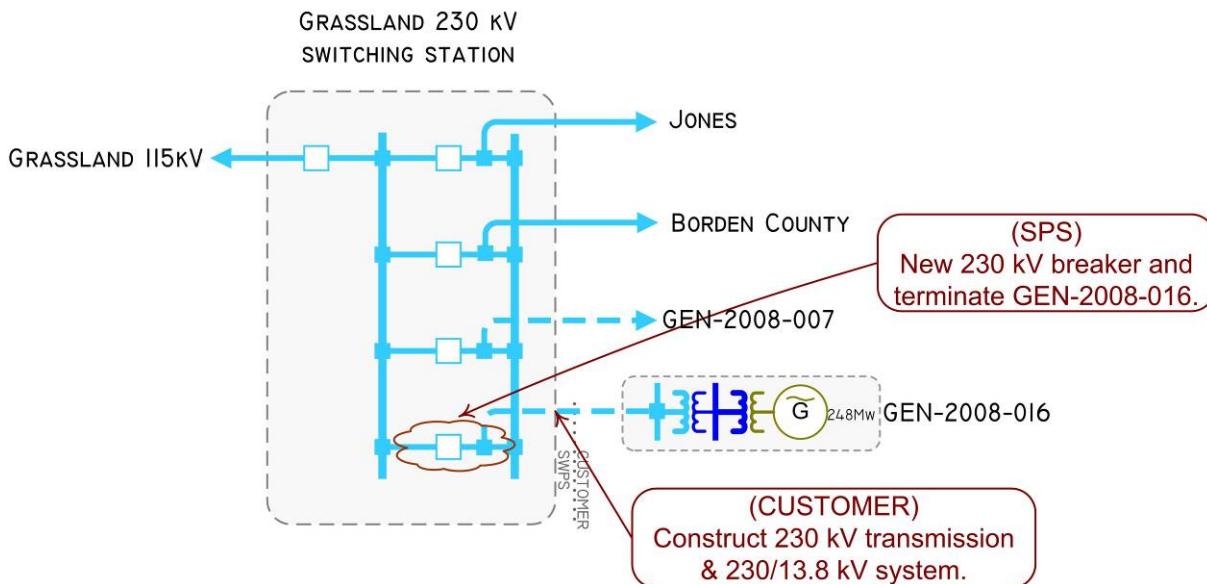 GRASSLAND 230 KV
SWITCHING STATION
JONES
GRASSLAND 115KV
BORDEN COUNTY
(SPS)
New 230 kV breaker and
terminate GEN-2008-016.
GEN-2008-007
G
248MW
GEN-2008-016
SWPS
CUSTOMER
(CUSTOMER)
Construct 230 kV transmission
& 230/13.8 kV system.